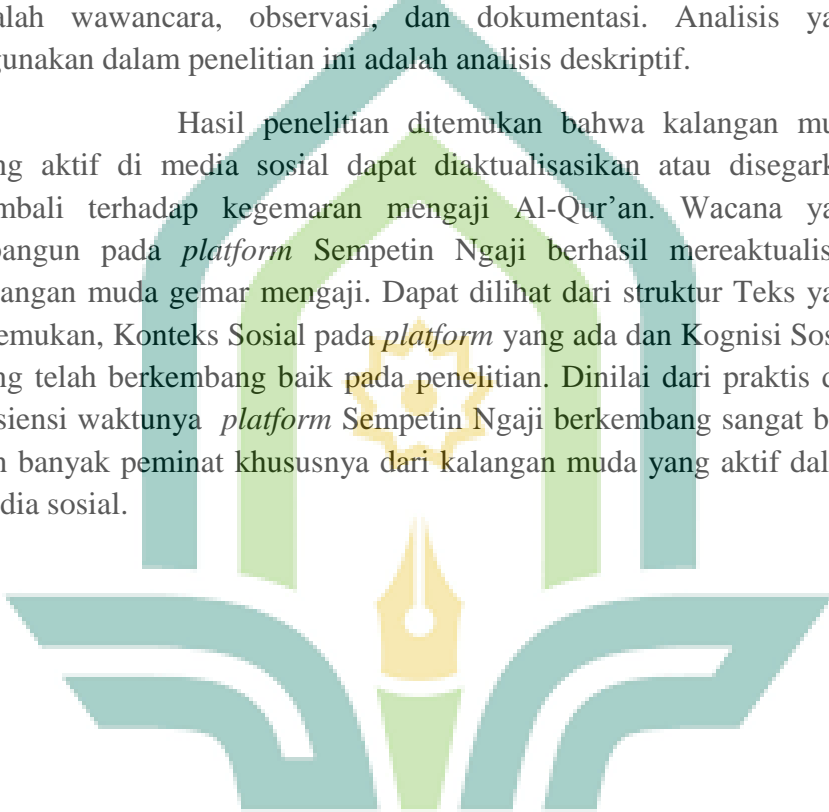 alah wawancara, observasi, dan dokumentasi. Analisis ya
gunakan dalam penelitian ini adalah analisis deskriptif.
Hasil penelitian ditemukan bahwa kalangan mu
ng aktif di media sosial dapat diaktualisasikan atau disegark
mbali terhadap kegemaran mengaji Al-Qur’an. Wacana ya
bangun pada platform Sempetin Ngaji berhasil mereaktualis
angan muda gemar mengaji. Dapat dilihat dari struktur Teks ya
emukan, Konteks Sosial pada platform yang ada dan Kognisi Sos
ng telah berkembang baik pada penelitian. Dinilai dari praktis d
siensi waktunya platform Sempetin Ngaji berkembang sangat b
n banyak peminat khususnya dari kalangan muda yang aktif dal
dia sosial.